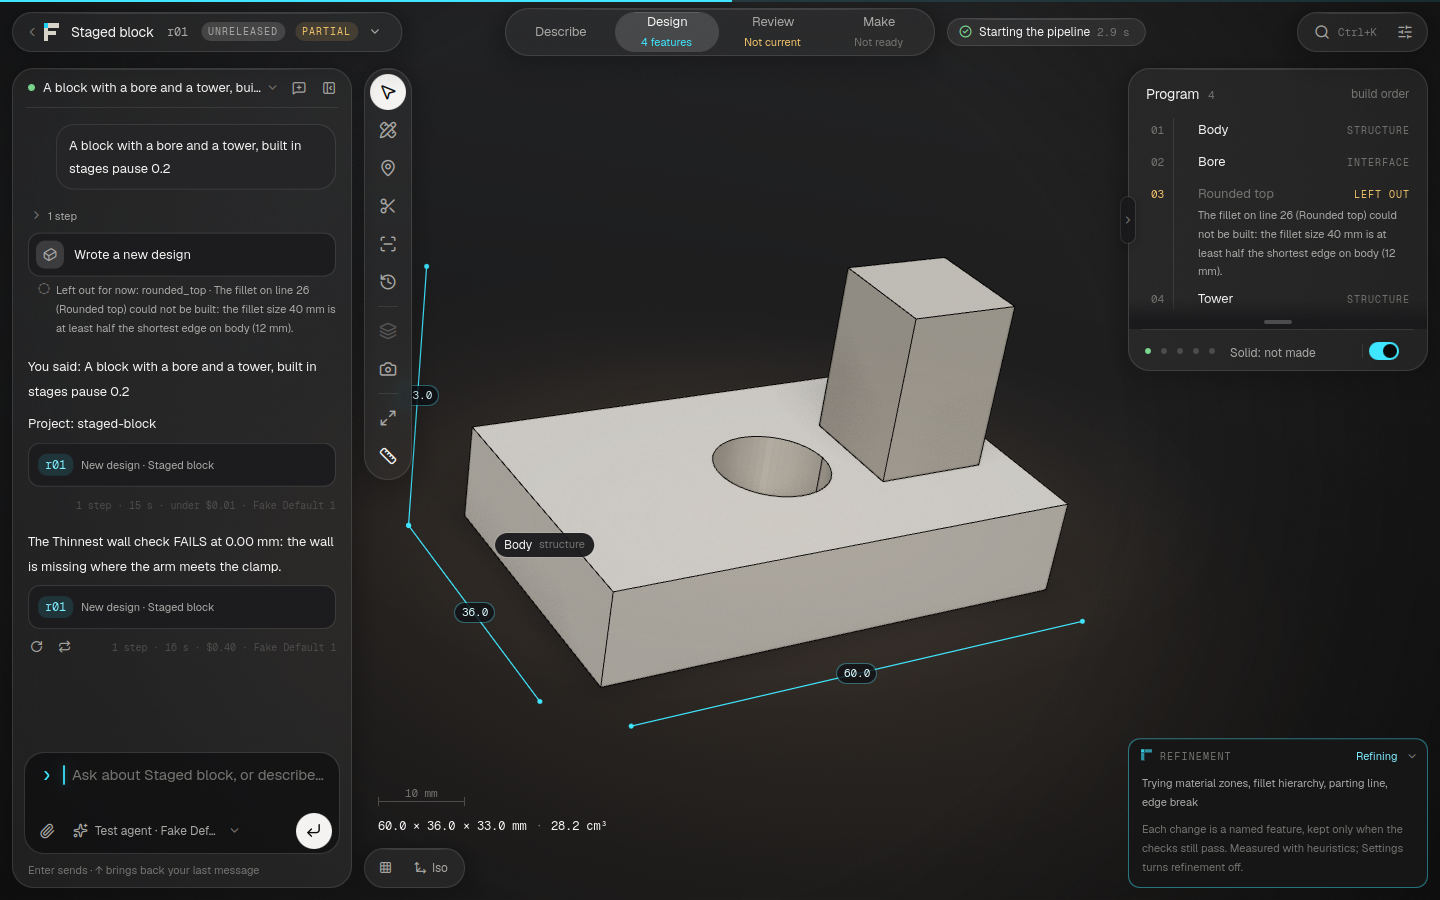 Staged block r01 UNRELEASED PARTIAL
Describe
Design
4 features
Review
Not current
Make
Not ready
Starting the pipeline 2.9 s
Ctrl+K
A block with a bore and a tower, bui...
A block with a bore and a tower, built in
stages pause 0.2
1 step
Wrote a new design
Left out for now: rounded_top · The fillet on line 26
(Rounded top) could not be built: the fillet size 40 mm is
at least half the shortest edge on body (12 mm).
You said: A block with a bore and a tower, built in
stages pause 0.2
Project: staged-block
r01 New design · Staged block
1 step · 15 s · under $0.01 · Fake Default 1
The Thinnest wall check FAILS at 0.00 mm: the wall
is missing where the arm meets the clamp.
r01 New design · Staged block
1 step · 16 s · $0.40 · Fake Default 1
Ask about Staged block, or describe...
Test agent · Fake Def...
Enter sends · ↑ brings back your last message
3.0
Body structure
36.0
60.0
10 mm
60.0 × 36.0 × 33.0 mm · 28.2 cm³
Iso
Program 4 build order
01 Body STRUCTURE
02 Bore INTERFACE
03 Rounded top LEFT OUT
The fillet on line 26 (Rounded top) could
not be built: the fillet size 40 mm is at
least half the shortest edge on body (12
mm).
04 Tower STRUCTURE
Solid: not made
REFINEMENT Refining
Trying material zones, fillet hierarchy, parting line,
edge break
Each change is a named feature, kept only when the
checks still pass. Measured with heuristics; Settings
turns refinement off.